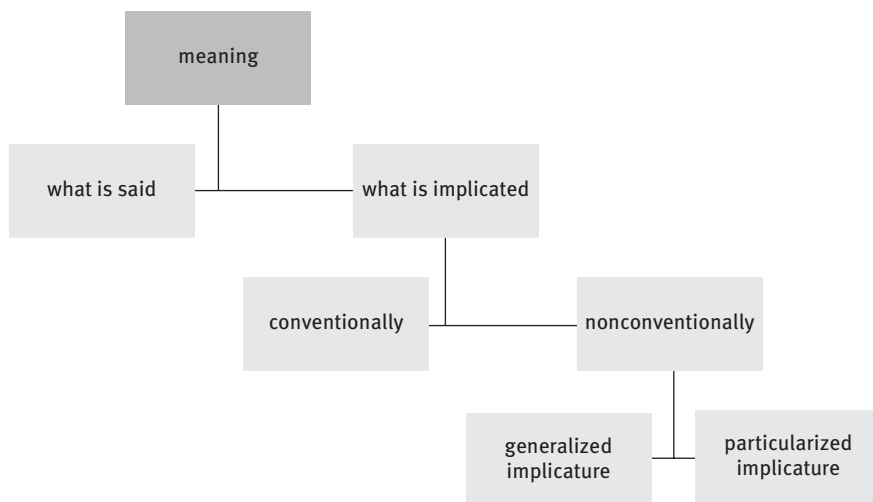 meaning
what is said
what is implicated
conventionally
nonconventionally
generalized
implicature
particularized
implicature